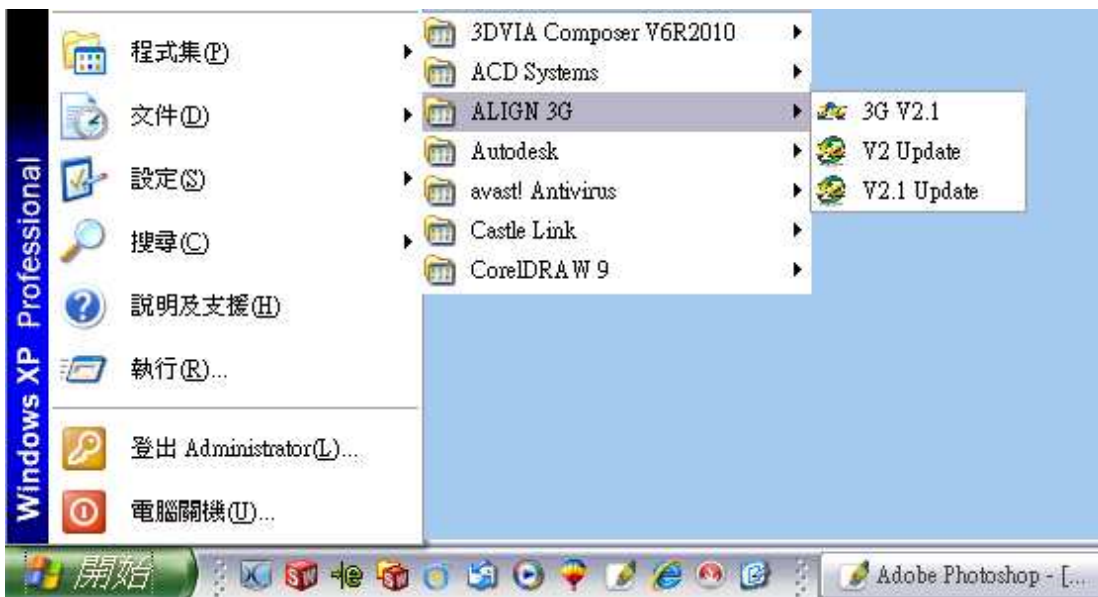 Windows XP Professional
程式集(P)
文件(D)
設定(S)
搜尋(C)
說明及支援(H)
執行(R)...
登出 Administrator(L)...
電腦關機(U)...
3DVIA Composer V6R2010
ACD Systems
ALIGN 3G
Autodesk
avast! Antivirus
Castle Link
CorelDRAW 9
3G V2.1
V2 Update
V2.1 Update
開始
Adobe Photoshop - [...